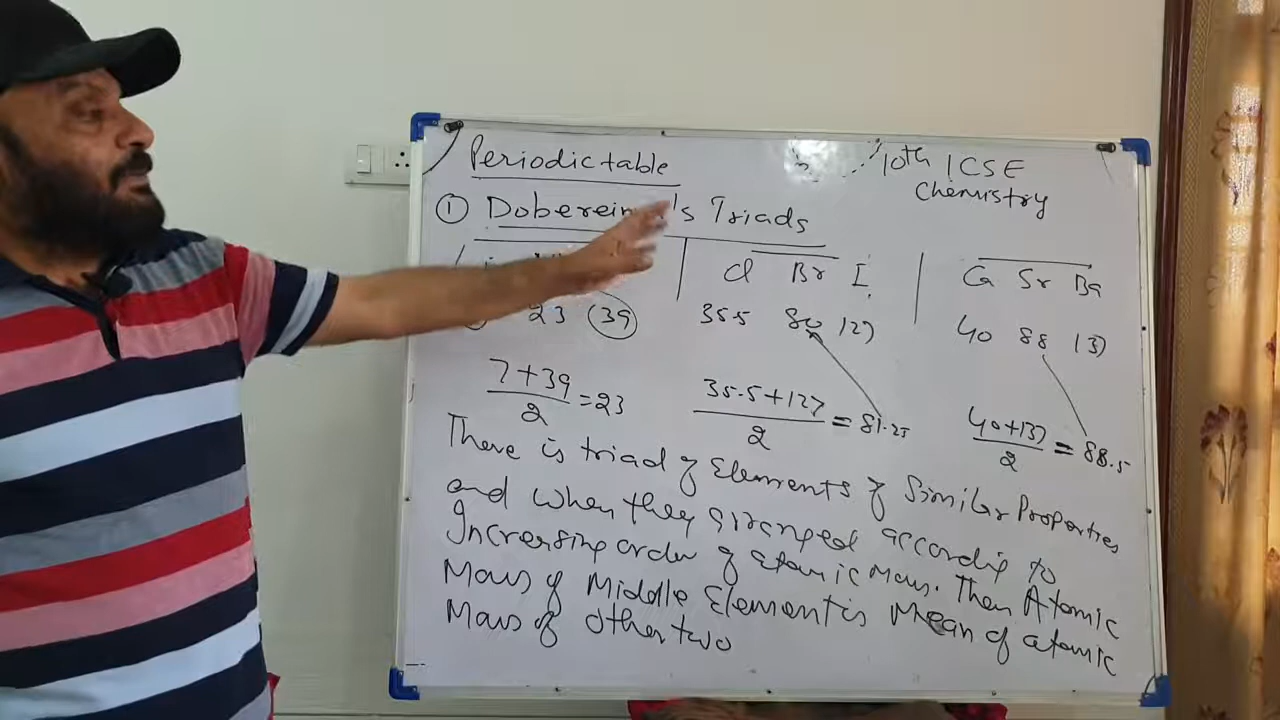 Periodic table
10th ICSE
Chemistry
① Doberein 's Triads
Cl Br I
Ca Sr Ba
23 39
35.5 80 127
40 88 137
7+39
2
=23
35.5+127
2
= 81.25
40+137
2
= 88.5
There is triad of Elements of Similar Properties
and when they arranged according to
Increasing order of atomic Mass. Then Atomic
Mass of Middle Element is Mean of atomic
Mass of other two